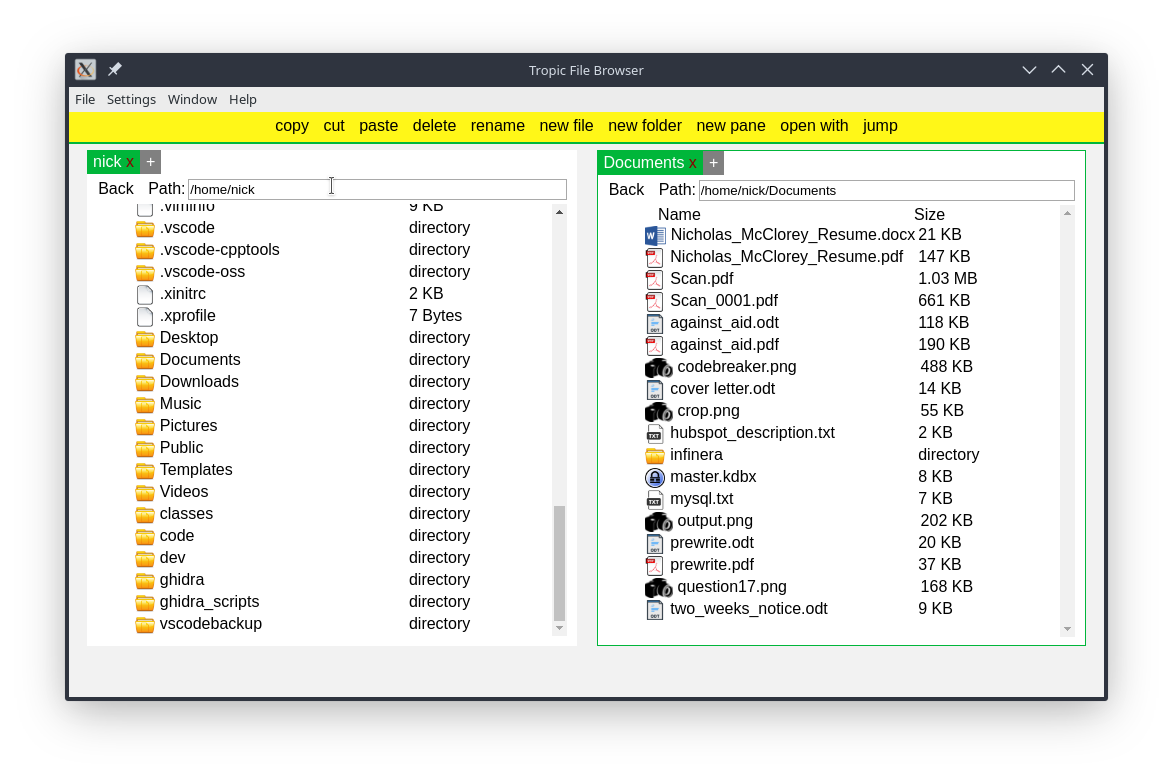 Tropic File Browser
File Settings Window Help
copy cut paste delete rename new file new folder new pane open with jump
nick x +
Back Path: /home/nick
.viminfo 9 KB
.vscode directory
.vscode-cpptools directory
.vscode-oss directory
.xinitrc 2 KB
.xprofile 7 Bytes
Desktop directory
Documents directory
Downloads directory
Music directory
Pictures directory
Public directory
Templates directory
Videos directory
classes directory
code directory
dev directory
ghidra directory
ghidra_scripts directory
vscodebackup directory
Documents x +
Back Path: /home/nick/Documents
Name Size
Nicholas_McClorey_Resume.docx 21 KB
Nicholas_McClorey_Resume.pdf 147 KB
Scan.pdf 1.03 MB
Scan_0001.pdf 661 KB
against_aid.odt 118 KB
against_aid.pdf 190 KB
codebreaker.png 488 KB
cover letter.odt 14 KB
crop.png 55 KB
hubspot_description.txt 2 KB
infinera directory
master.kdbx 8 KB
mysql.txt 7 KB
output.png 202 KB
prewrite.odt 20 KB
prewrite.pdf 37 KB
question17.png 168 KB
two_weeks_notice.odt 9 KB